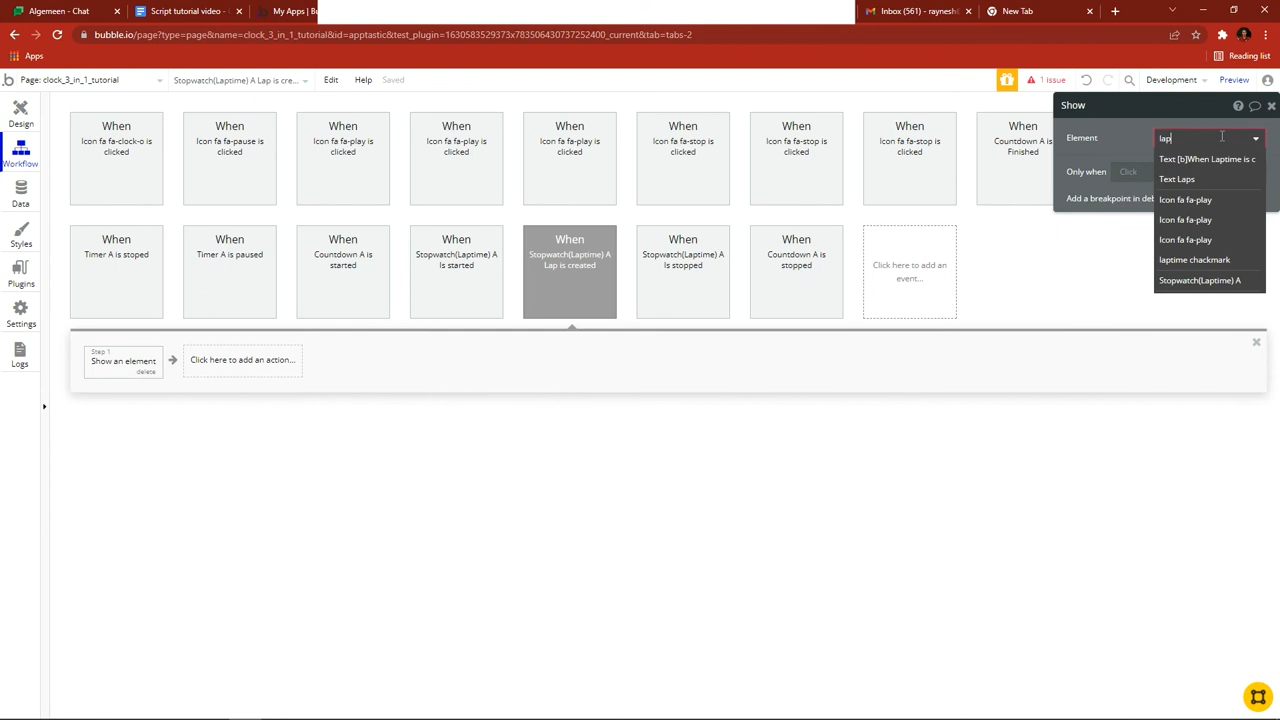 Algemeen - Chat
Script tutorial video -
My Apps | Bu
Inbox (561) - raynesh
New Tab
bubble.io/page?type=page&name=clock_3_in_1_tutorial&id=apptastic&test_plugin=1630583529373x783506430737252400_current&tab=tabs-2
Apps
Reading list
Page: clock_3_in_1_tutorial
Stopwatch(Laptime) A Lap is cre...
Edit
Help
Saved
1 issue
Development
Preview
Design
Workflow
Data
Styles
Plugins
Settings
Logs
When
Icon fa fa-clock-o is
clicked
When
Icon fa fa-pause is
clicked
When
Icon fa fa-play is
clicked
When
Icon fa fa-play is
clicked
When
Icon fa fa-play is
clicked
When
Icon fa fa-stop is
clicked
When
Icon fa fa-stop is
clicked
When
Icon fa fa-stop is
clicked
When
Countdown A is
Finished
When
Timer A is stoped
When
Timer A is paused
When
Countdown A is
started
When
Stopwatch(Laptime) A
Is started
When
Stopwatch(Laptime) A
Lap is created
When
Stopwatch(Laptime) A
Is stopped
When
Countdown A is
stopped
Click here to add an
event...
Step 1
Show an element
delete
Click here to add an action...
Show
Element
lap
Only when
Click
Add a breakpoint in deb
Text [b]When Laptime is c
Text Laps
Icon fa fa-play
Icon fa fa-play
Icon fa fa-play
laptime chackmark
Stopwatch(Laptime) A